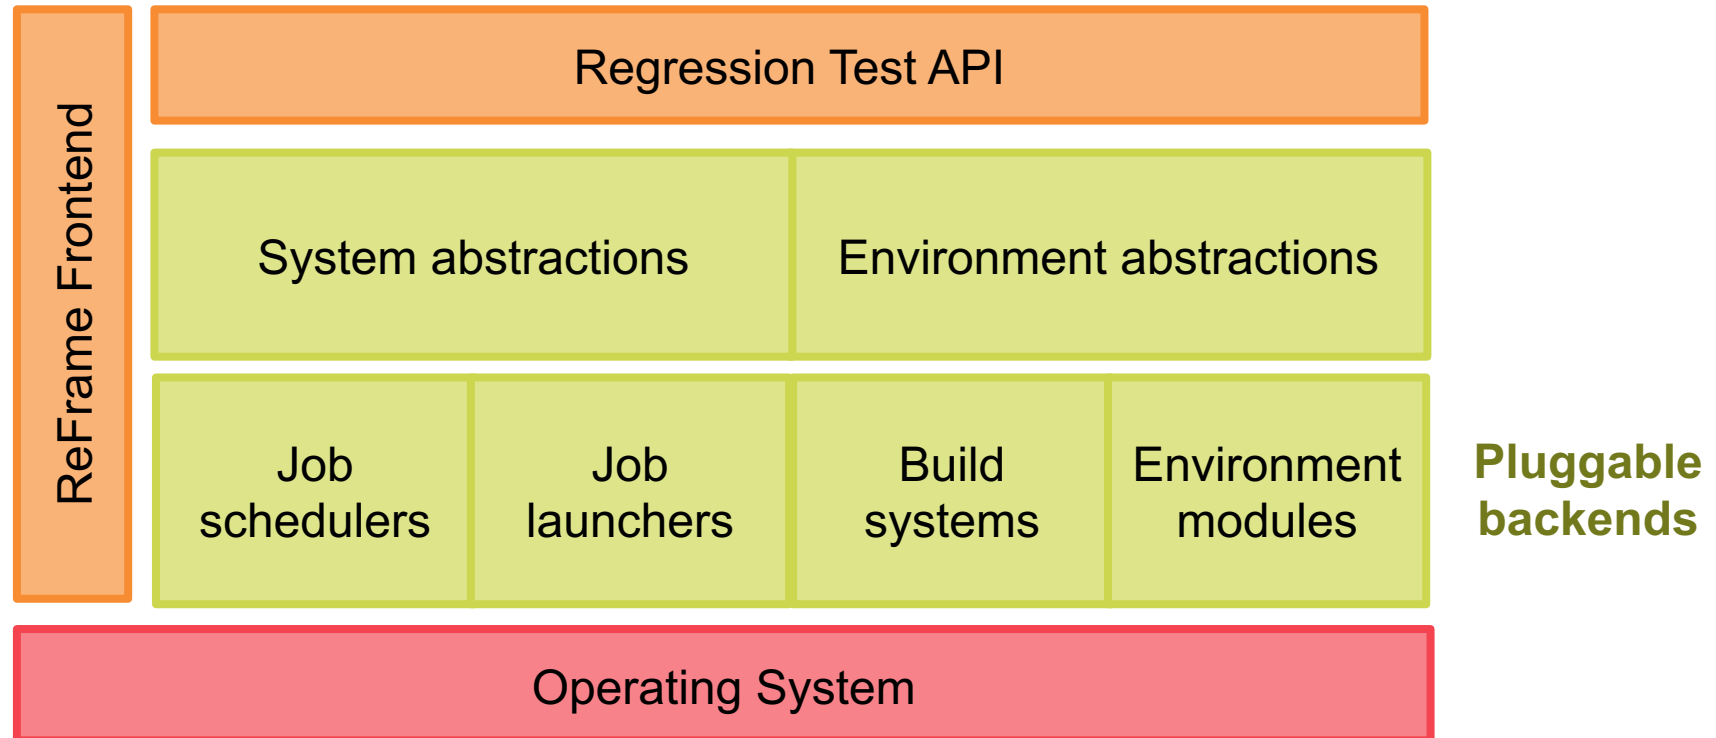 ReFrame Frontend
Regression Test API
System abstractions
Environment abstractions
Job
schedulers
Job
launchers
Build
systems
Environment
modules
Pluggable
backends
Operating System